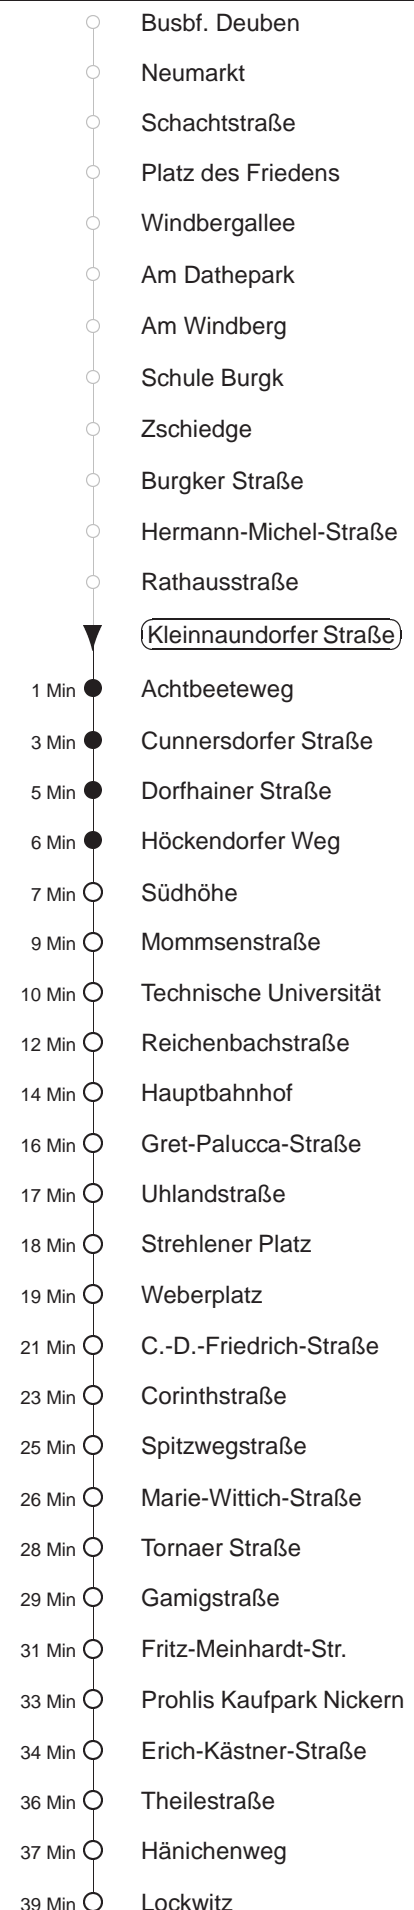 Busbf. Deuben
Neumarkt
Schachtstraße
Platz des Friedens
Windbergallee
Am Dathepark
Am Windberg
Schule Burgk
Zschiedge
Burgker Straße
Hermann-Michel-Straße
Rathausstraße
Kleinnaundorfer Straße
1 Min Achtbeeteweg
3 Min Cunnersdorfer Straße
5 Min Dorfhainer Straße
6 Min Höckendorfer Weg
7 Min Südhöhe
9 Min Mommsenstraße
10 Min Technische Universität
12 Min Reichenbachstraße
14 Min Hauptbahnhof
16 Min Gret-Palucca-Straße
17 Min Uhlandstraße
18 Min Strehlener Platz
19 Min Weberplatz
21 Min C.-D.-Friedrich-Straße
23 Min Corinthstraße
25 Min Spitzwegstraße
26 Min Marie-Wittich-Straße
28 Min Tornaer Straße
29 Min Gamigstraße
31 Min Fritz-Meinhardt-Str.
33 Min Prohlis Kaufpark Nickern
34 Min Erich-Kästner-Straße
36 Min Theilestraße
37 Min Hänichenweg
39 Min Lockwitz